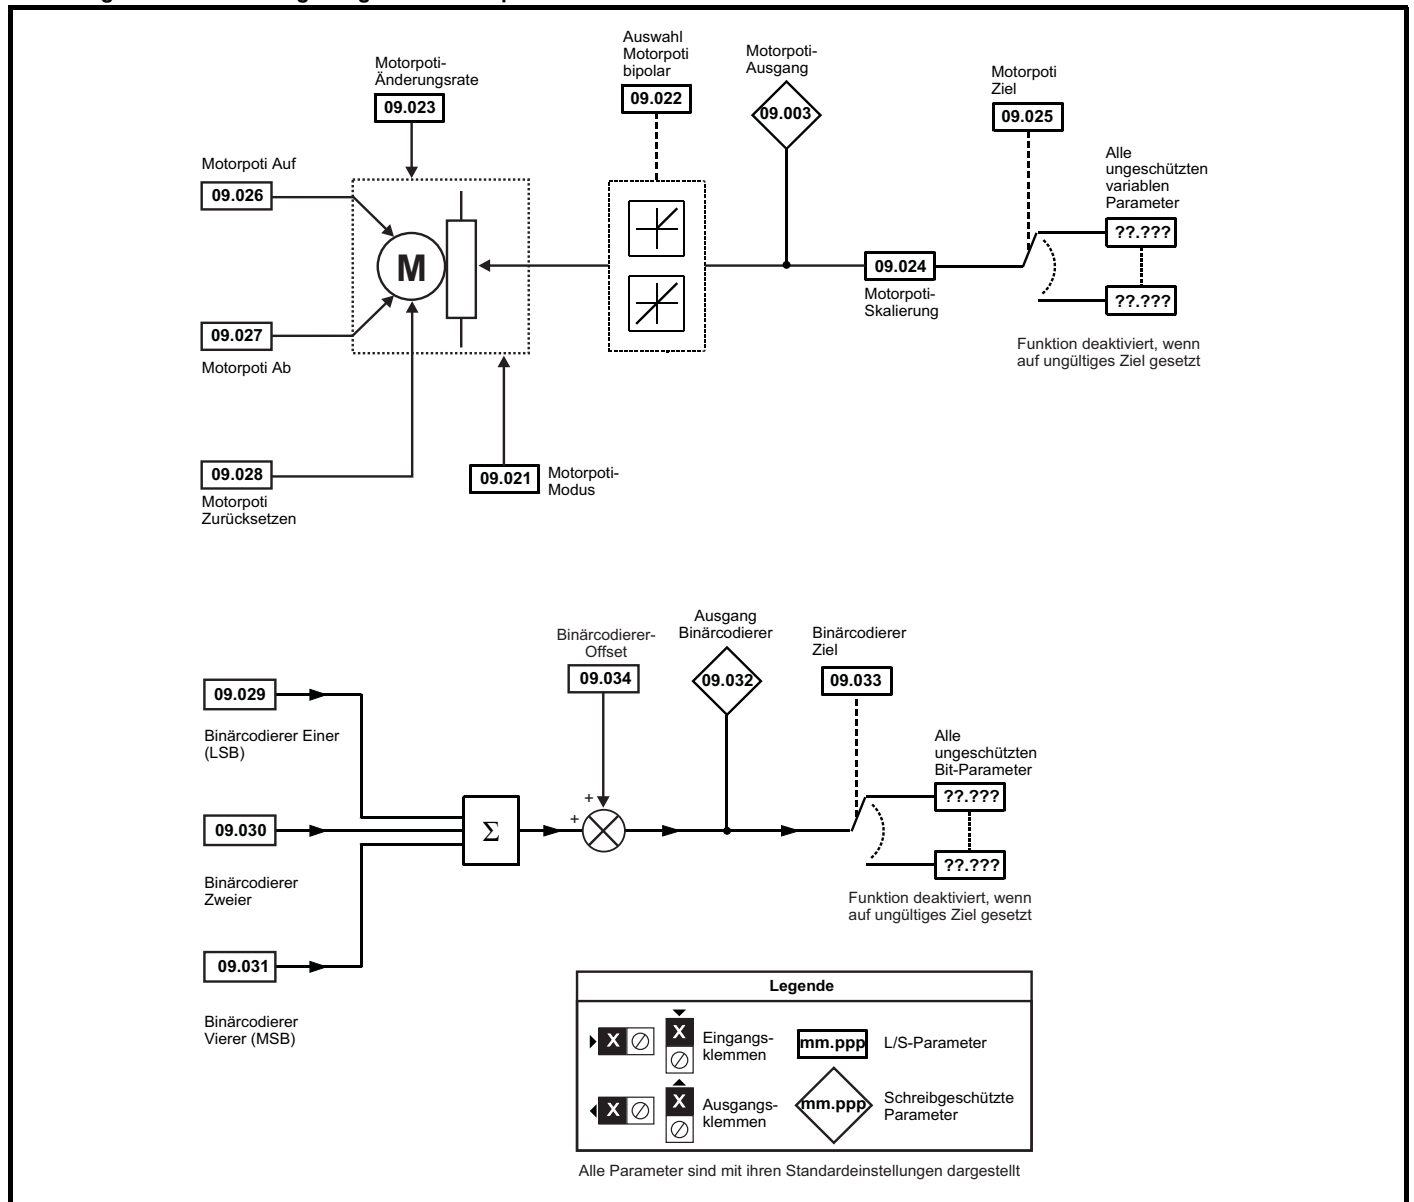 Motorpoti-
Änderungsrate
09.023
Auswahl
Motorpoti
bipolar
09.022
Motorpoti-
Ausgang
09.003
Motorpoti
Ziel
09.025
Motorpoti Auf
09.026
M
09.027
Motorpoti Ab
09.028
Motorpoti
Zurücksetzen
09.021
Motorpoti-
Modus
09.024
Motorpoti-
Skalierung
Alle
ungeschützten
variablen
Parameter
??.???
??.???
Funktion deaktiviert, wenn
auf ungültiges Ziel gesetzt
09.029
Binärcodierer Einer
(LSB)
09.030
Binärcodierer
Zweier
09.031
Binärcodierer
Vierer (MSB)
Σ
Binärcodierer-
Offset
09.034
+
+
Ausgang
Binärcodierer
09.032
Binärcodierer
Ziel
09.033
Alle
ungeschützten
Bit-Parameter
??.???
??.???
Funktion deaktiviert, wenn
auf ungültiges Ziel gesetzt
Legende
X
X
Eingangs-
klemmen
mm.ppp
L/S-Parameter
X
X
Ausgangs-
klemmen
mm.ppp
Schreibgeschützte
Parameter
Alle Parameter sind mit ihren Standardeinstellungen dargestellt